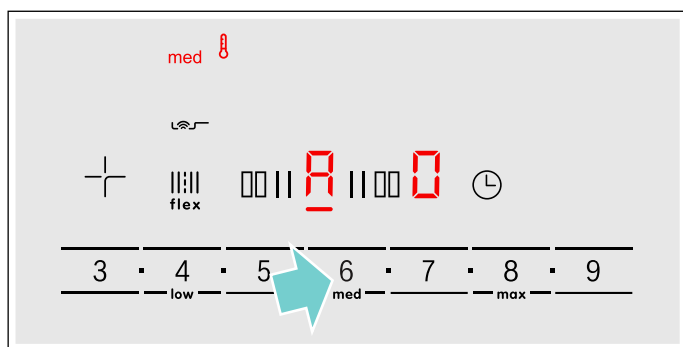 med
A 0
flex
3 · 4 · 5 · 6 · 7 · 8 · 9
low med max